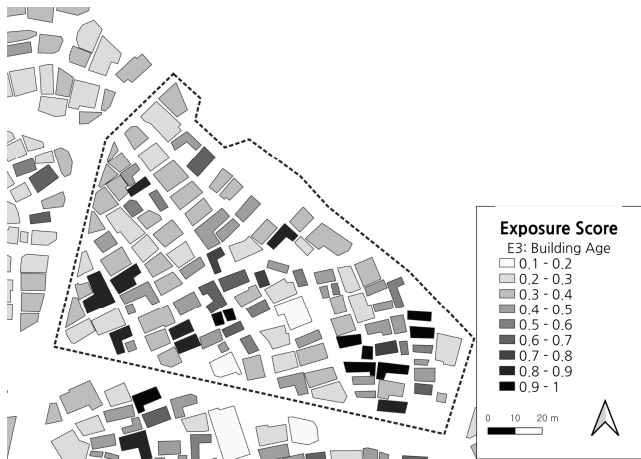 Exposure Score
E3: Building Age
0.1 - 0.2
0.2 - 0.3
0.3 - 0.4
0.4 - 0.5
0.5 - 0.6
0.6 - 0.7
0.7 - 0.8
0.8 - 0.9
0.9 - 1
0 10 20 m